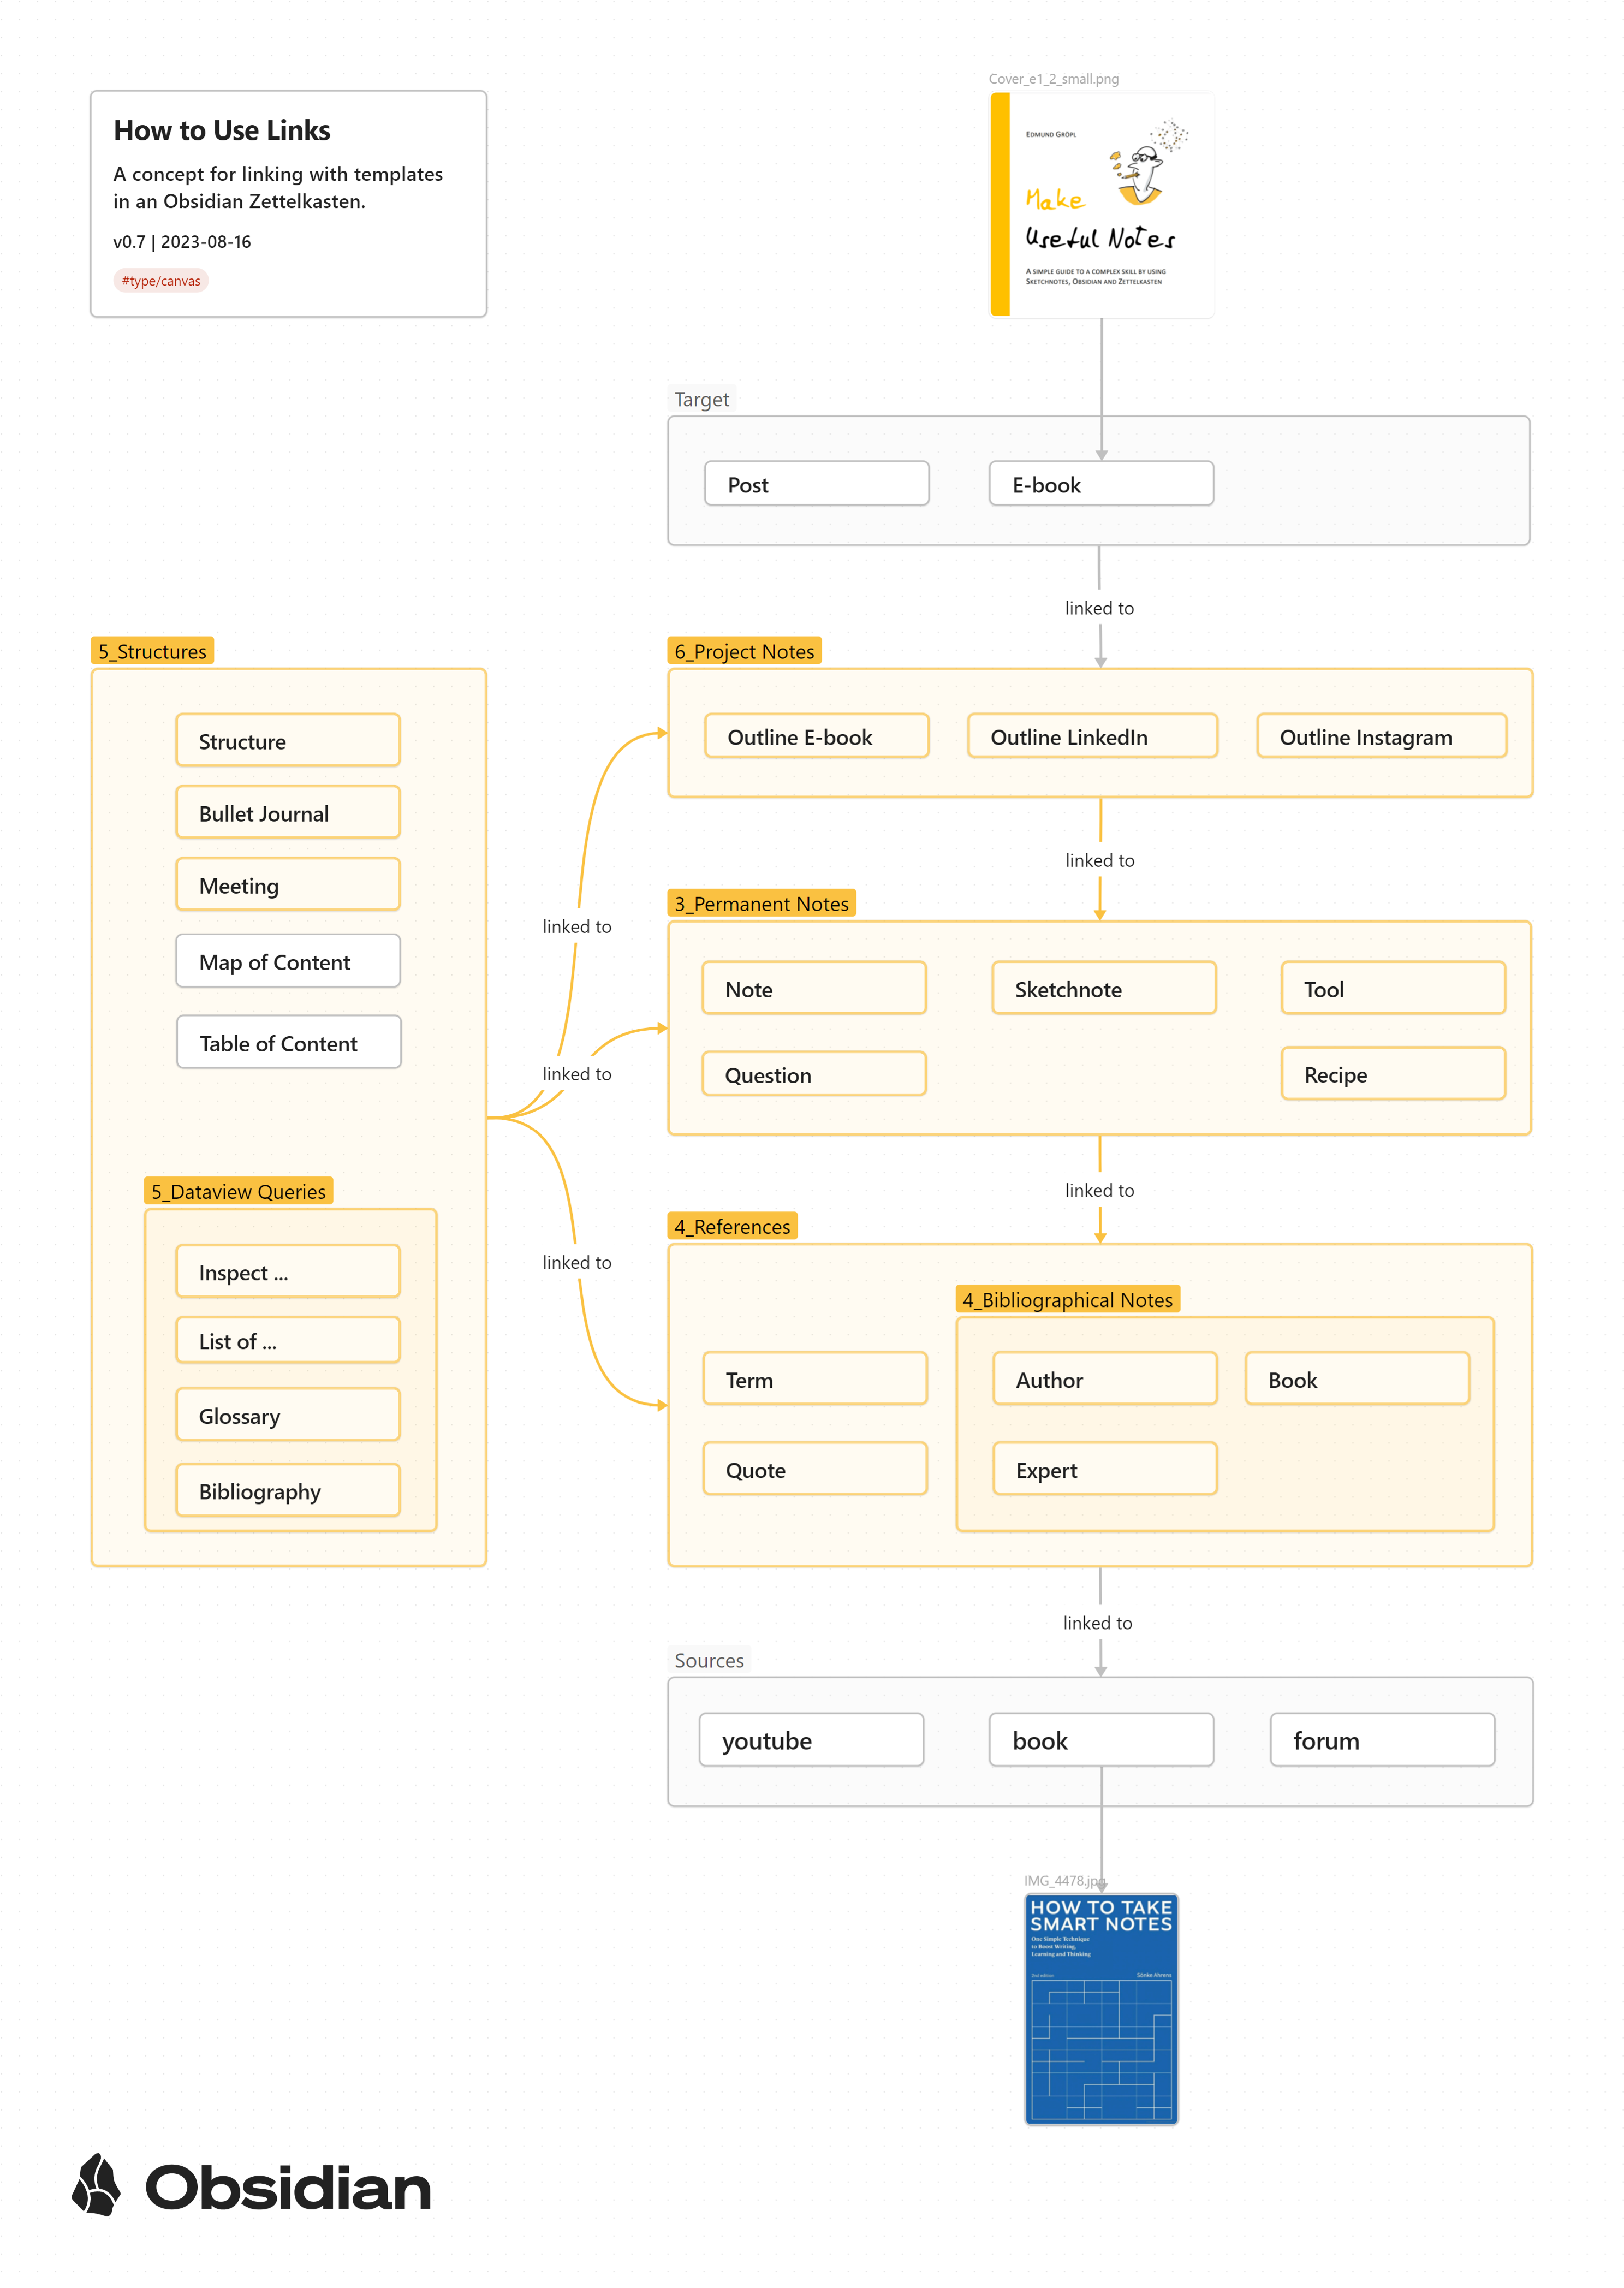 How to Use Links
A concept for linking with templates
in an Obsidian Zettelkasten.
v0.7 | 2023-08-16
#type/canvas
Cover_e1_2_small.png
EDMUND GRÖPL
Make
Useful Notes
A SIMPLE GUIDE TO A COMPLEX SKILL BY USING
SKETCHNOTES, OBSIDIAN AND ZETTELKASTEN
Target
Post
E-book
linked to
5_Structures
Structure
Bullet Journal
Meeting
Map of Content
Table of Content
5_Dataview Queries
Inspect ...
List of ...
Glossary
Bibliography
linked to
linked to
linked to
6_Project Notes
Outline E-book
Outline LinkedIn
Outline Instagram
linked to
3_Permanent Notes
Note
Sketchnote
Tool
Question
Recipe
linked to
4_References
4_Bibliographical Notes
Term
Author
Book
Quote
Expert
linked to
Sources
youtube
book
forum
IMG_4478.jpg
HOW TO TAKE
SMART NOTES
One Simple Technique
to Boost Writing,
Learning and Thinking
2nd edition
Sönke Ahrens
Obsidian